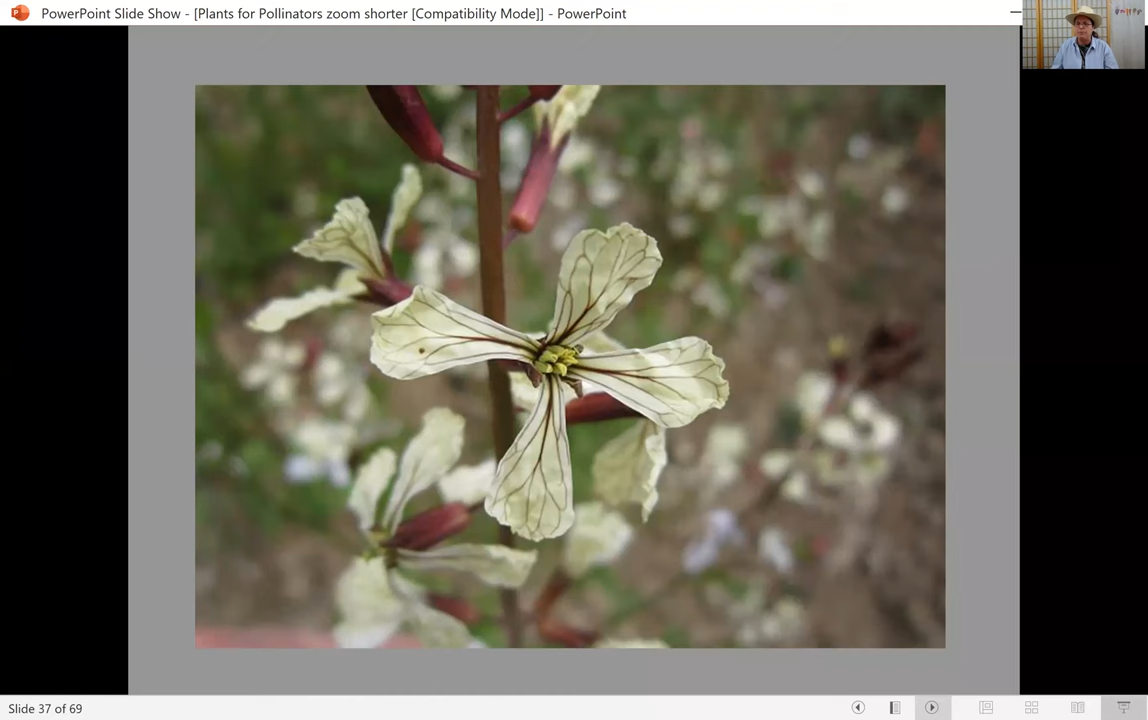 PowerPoint Slide Show - [Plants for Pollinators zoom shorter [Compatibility Mode]] - PowerPoint
Slide 37 of 69